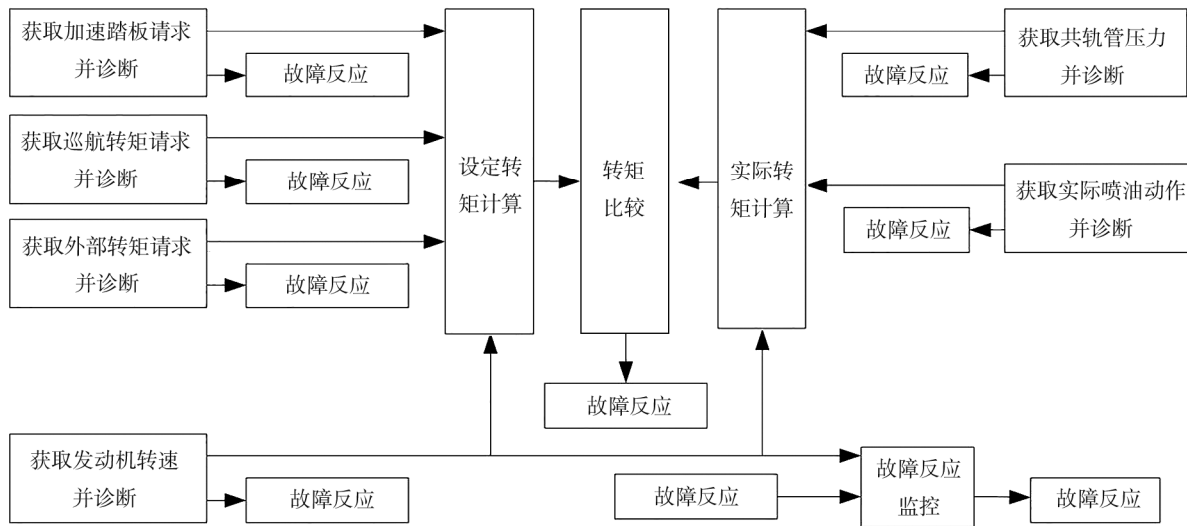 获取加速踏板请求
并诊断
故障反应
获取巡航转矩请求
并诊断
故障反应
获取外部转矩请求
并诊断
故障反应
设定转
矩计算
转矩
比较
故障反应
实际转
矩计算
获取共轨管压力
并诊断
故障反应
获取实际喷油动作
并诊断
故障反应
获取发动机转速
并诊断
故障反应
故障反应
故障反应
监控
故障反应